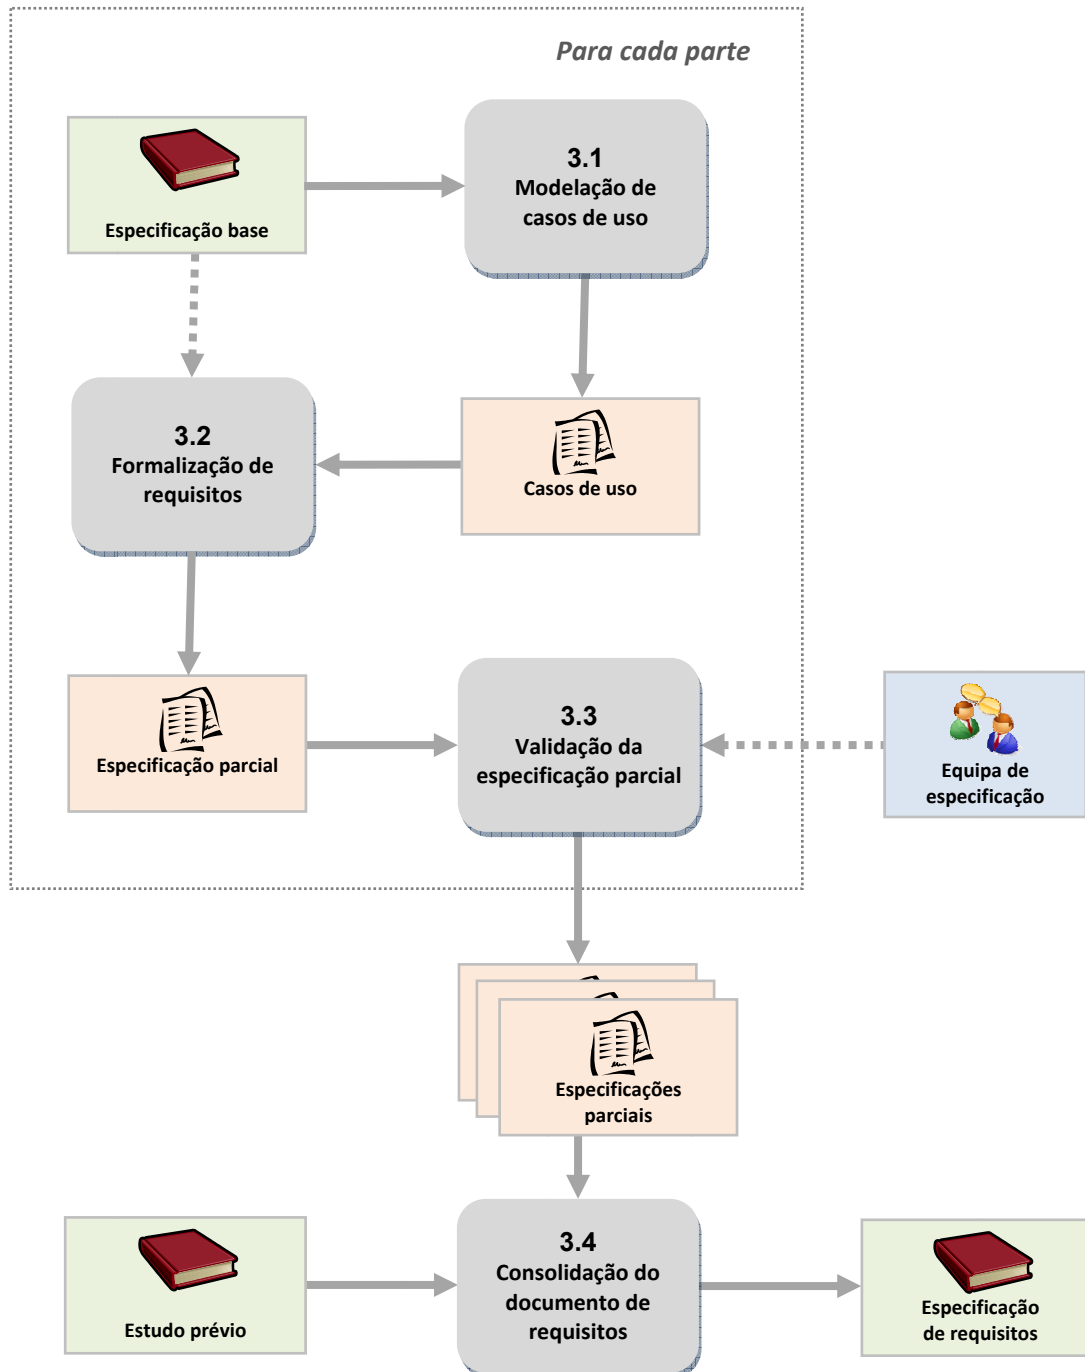 Para cada parte
3.1
Modelação de
casos de uso
Especificação base
3.2
Formalização de
requisitos
Casos de uso
Especificação parcial
3.3
Validação da
especificação parcial
Equipa de
especificação
Especificações
parciais
Estudo prévio
3.4
Consolidação do
documento de
requisitos
Especificação
de requisitos